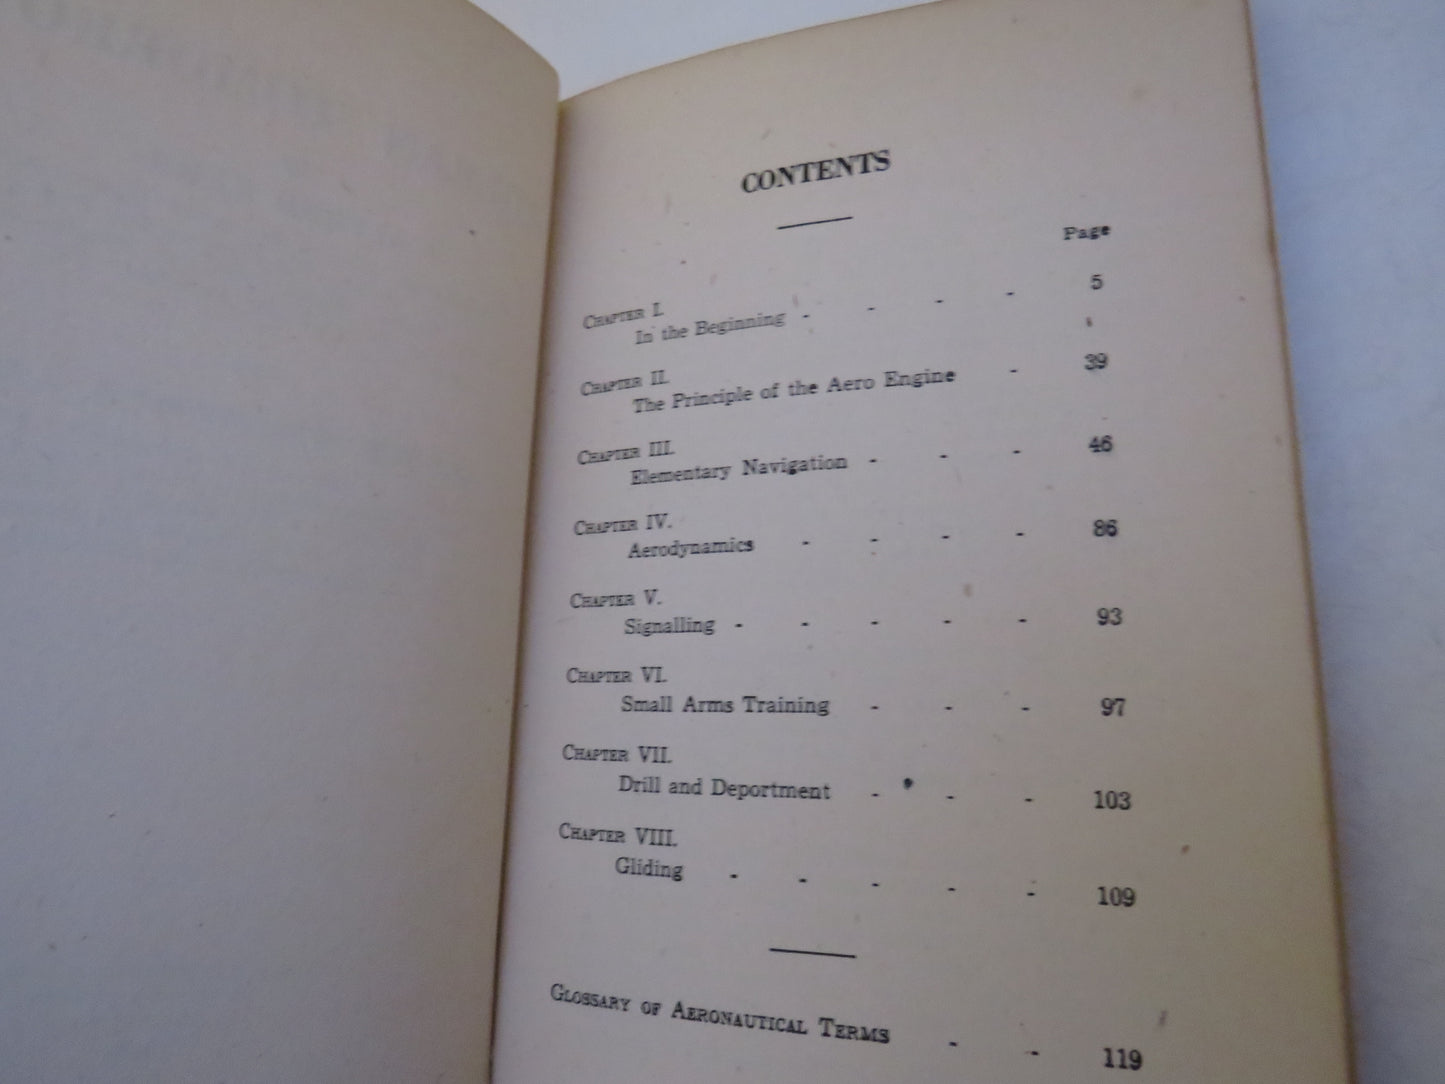 CONTENTS
Page
CHAPTER I.
In the Beginning - - - - 5
CHAPTER II.
The Principle of the Aero Engine - 39
CHAPTER III.
Elementary Navigation - - - 46
CHAPTER IV.
Aerodynamics - - - - 86
CHAPTER V.
Signalling - - - - - 93
CHAPTER VI.
Small Arms Training - - - 97
CHAPTER VII.
Drill and Deportment - - - 103
CHAPTER VIII.
Gliding - - - - - 109
GLOSSARY OF AERONAUTICAL TERMS - - 119